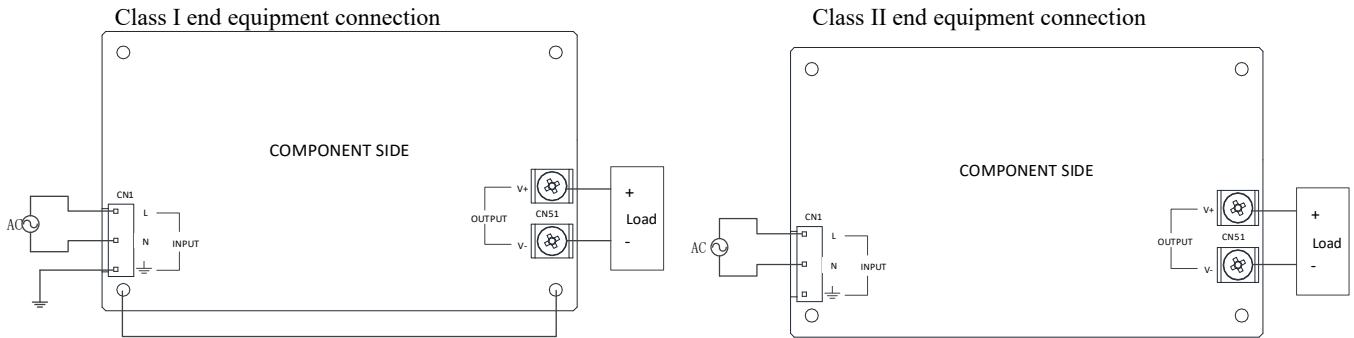 Class I end equipment connection
COMPONENT SIDE
CN1
AC
L
N
INPUT
V+
OUTPUT
CN51
V-
+
Load
-
Class II end equipment connection
COMPONENT SIDE
CN1
AC
L
N
INPUT
V+
OUTPUT
CN51
V-
+
Load
-